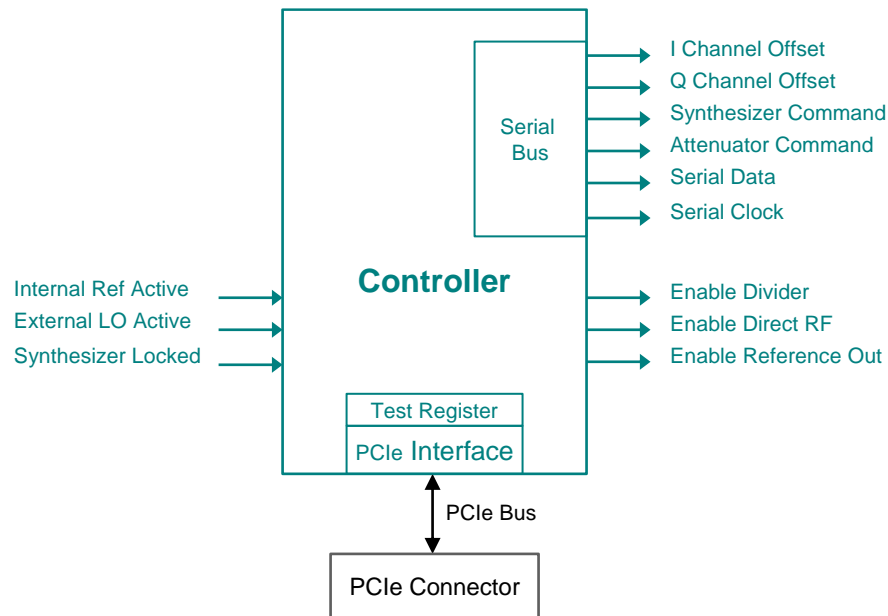 I Channel Offset
Q Channel Offset
Synthesizer Command
Attenuator Command
Serial Data
Serial Clock
Serial
Bus
Controller
Internal Ref Active
External LO Active
Synthesizer Locked
Enable Divider
Enable Direct RF
Enable Reference Out
Test Register
PCIe Interface
PCIe Bus
PCIe Connector